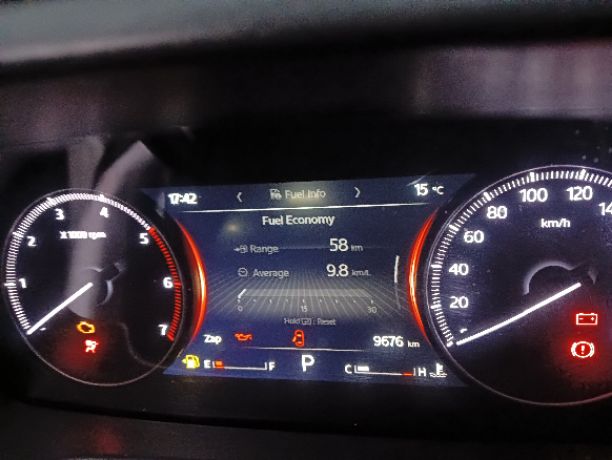 17:42 Fuel Info 15 °C
Fuel Economy
Range 58 km
Average 9.8 km/L
0 15 30
Hold : Reset
Zap 9676 km
E F P C H
1 2 3 4 5 6 7
X 1000 rpm
20 40 60 80 100 120 14
km/h